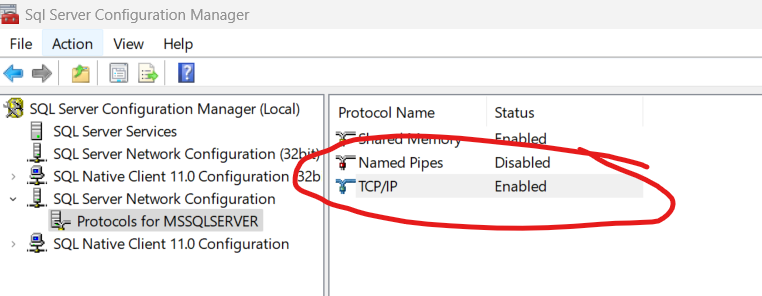 Sql Server Configuration Manager
File Action View Help
SQL Server Configuration Manager (Local)
SQL Server Services
SQL Server Network Configuration (32bit)
SQL Native Client 11.0 Configuration (32b
SQL Server Network Configuration
Protocols for MSSQLSERVER
SQL Native Client 11.0 Configuration
Protocol Name Status
Shared Memory Enabled
Named Pipes Disabled
TCP/IP Enabled